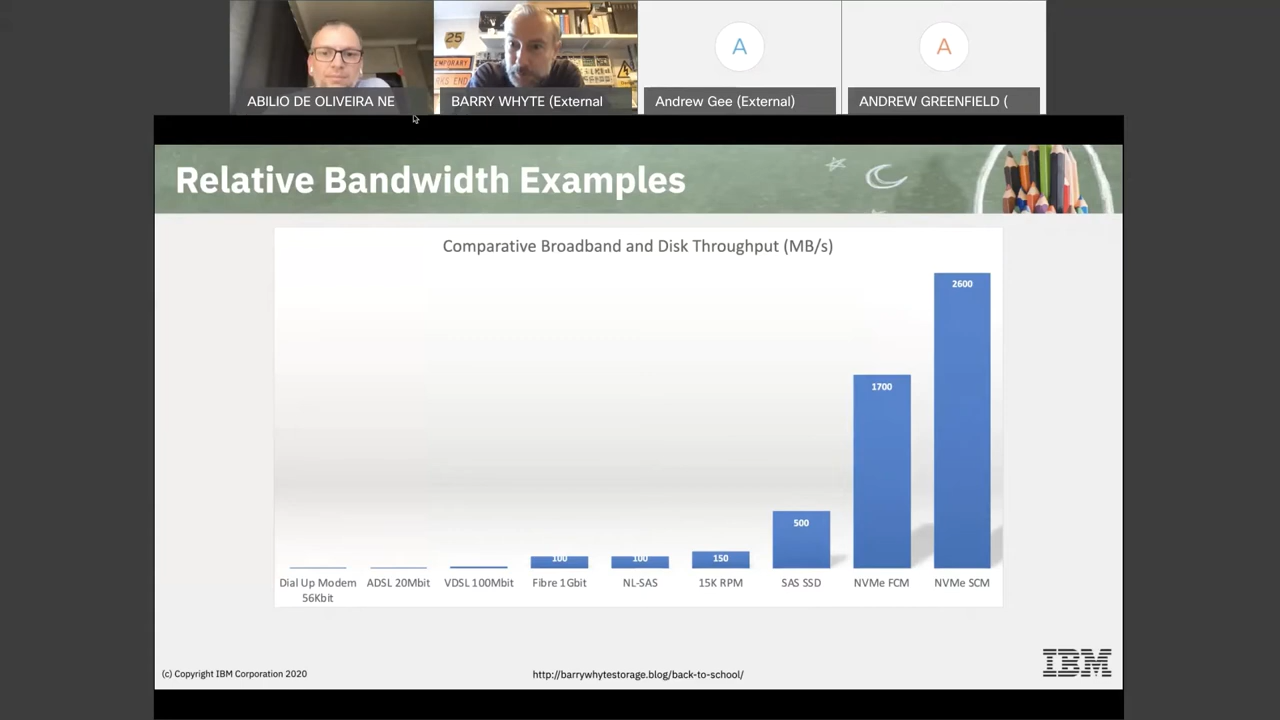 ABILIO DE OLIVEIRA NE
BARRY WHYTE (External
Andrew Gee (External)
ANDREW GREENFIELD (
A
A
25
TEMPORARY
Relative Bandwidth Examples
Comparative Broadband and Disk Throughput (MB/s)
100
100
150
500
1700
2600
Dial Up Modem 56Kbit
ADSL 20Mbit
VDSL 100Mbit
Fibre 1Gbit
NL-SAS
15K RPM
SAS SSD
NVMe FCM
NVMe SCM
(c) Copyright IBM Corporation 2020
http://barrywhytestorage.blog/back-to-school/
IBM